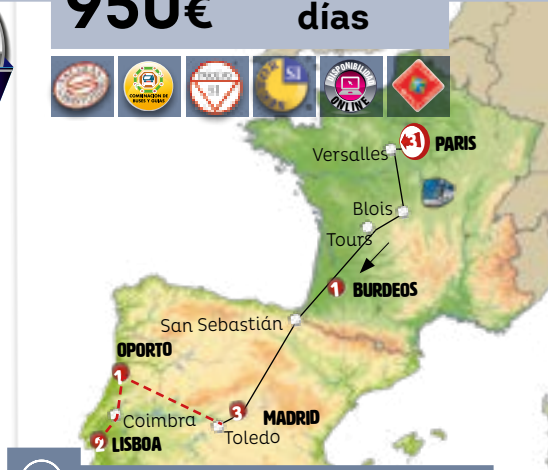 950€
días
COMBINACIÓN DE
BUSES Y GUÍAS
SI
SI
DISPONIBILIDAD
ONLINE
3
PARIS
Versalles
Blois
Tours
1
BURDEOS
San Sebastián
OPORTO
1
Coimbra
3
MADRID
Toledo
2
LISBOA